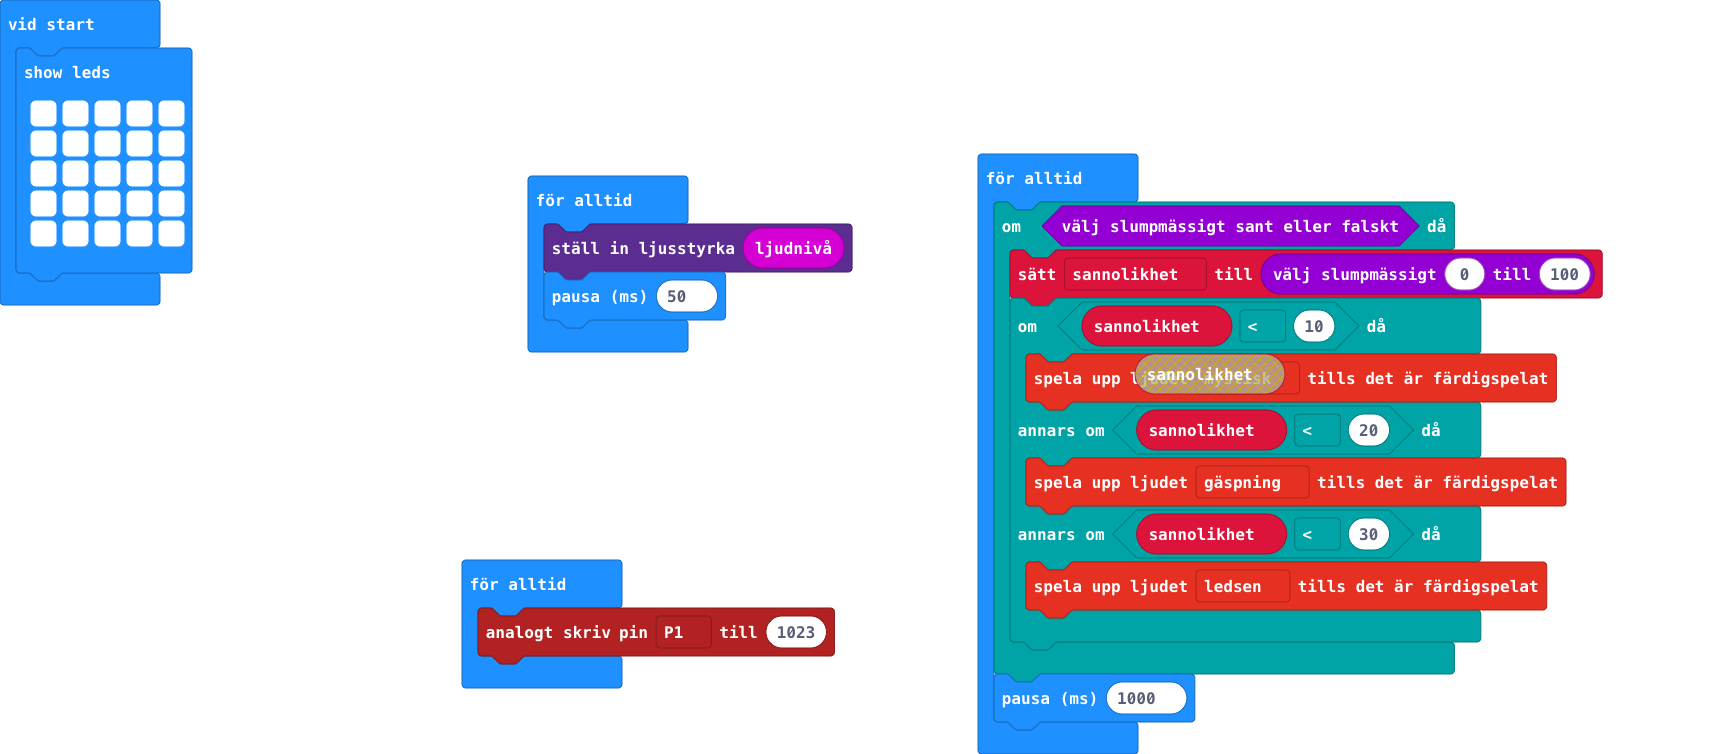 vid start
show leds
för alltid
ställ in ljusstyrka ljudnivå
pausa (ms) 50
för alltid
analogt skriv pin P1 till 1023
för alltid
om välj slumpmässigt sant eller falskt då
sätt sannolikhet till välj slumpmässigt 0 till 100
om sannolikhet < 10 då
spela upp ljudet mystisk tills det är färdigspelat
sannolikhet
annars om sannolikhet < 20 då
spela upp ljudet gäspning tills det är färdigspelat
annars om sannolikhet < 30 då
spela upp ljudet ledsen tills det är färdigspelat
pausa (ms) 1000